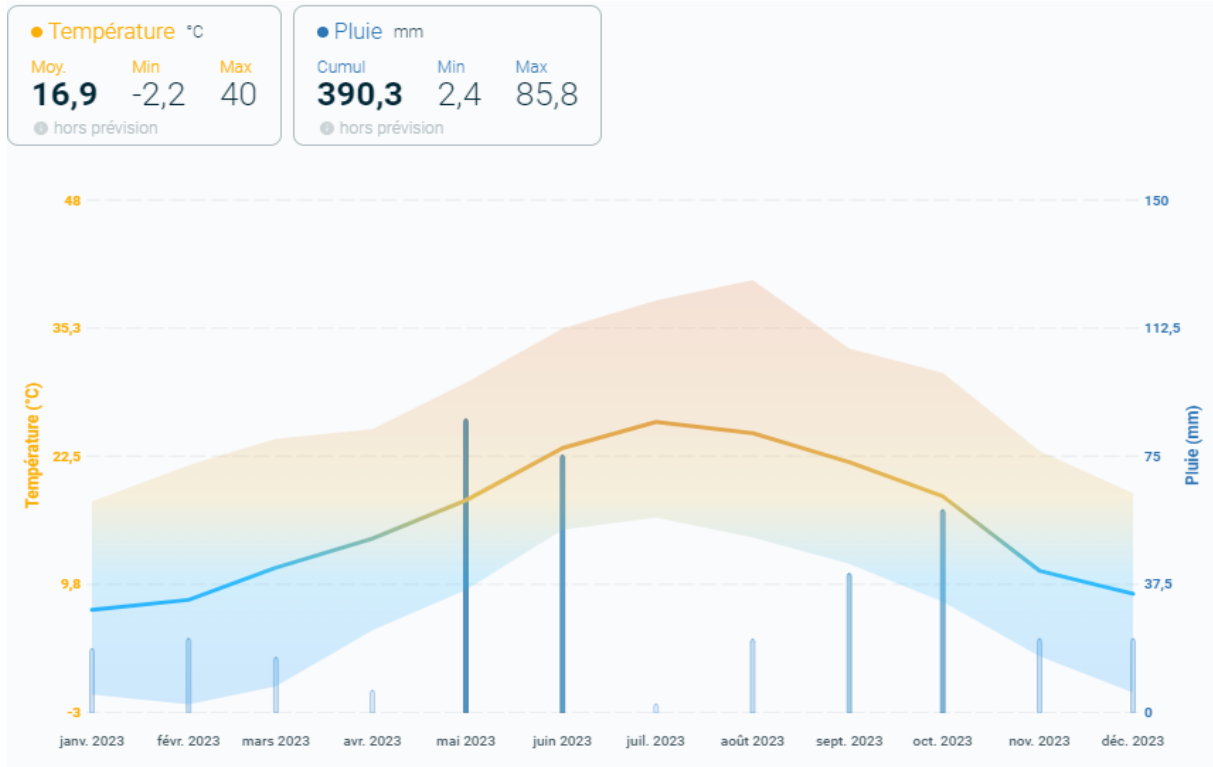 Température °C
Moy. Min Max
16,9 -2,2 40
hors prévision
Pluie mm
Cumul Min Max
390,3 2,4 85,8
hors prévision
48
35,3
22,5
9,8
-3
Température (°C)
150
112,5
75
37,5
0
Pluie (mm)
janv. 2023 févr. 2023 mars 2023 avr. 2023 mai 2023 juin 2023 juil. 2023 août 2023 sept. 2023 oct. 2023 nov. 2023 déc. 2023